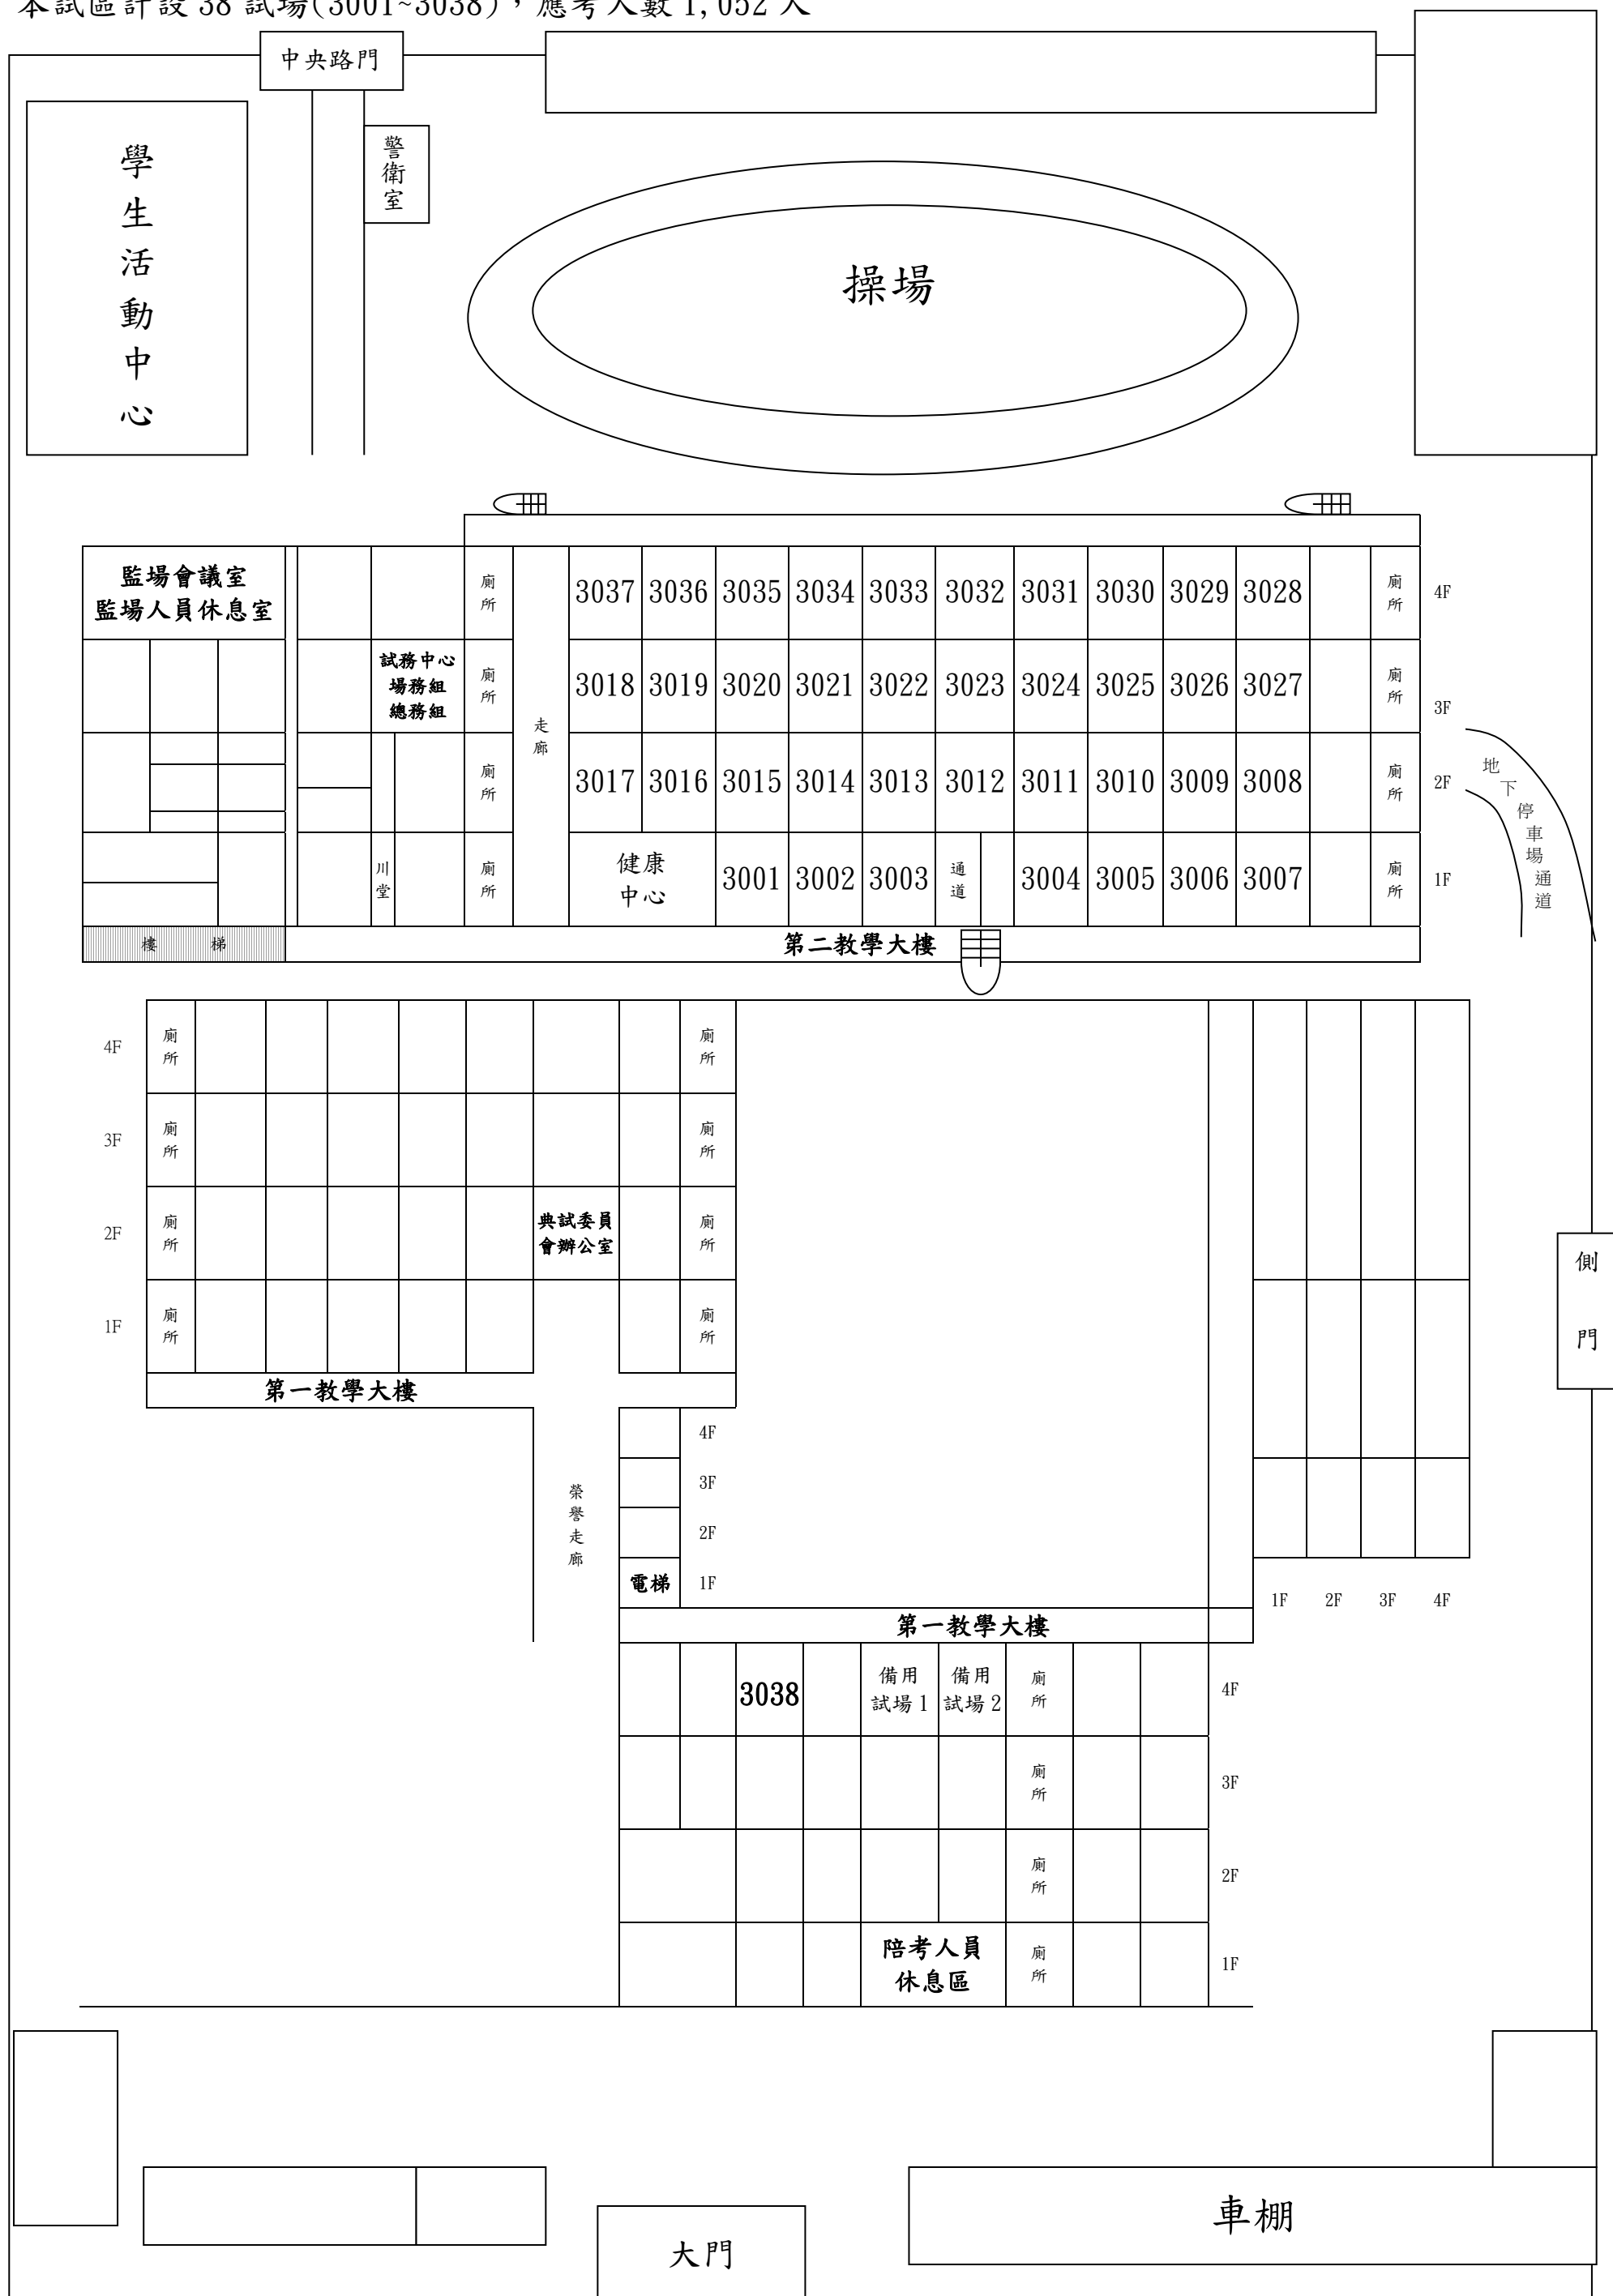 本試區計設 38 試場(3001~3038)，應考人數 1,052 人
中央路門
警衛室
學生活動中心
操場
監場會議室
監場人員休息室
廁所
3037 3036 3035 3034 3033 3032 3031 3030 3029 3028
廁所
4F
試務中心
場務組
總務組
廁所
3018 3019 3020 3021 3022 3023 3024 3025 3026 3027
廁所
3F
走廊
廁所
3017 3016 3015 3014 3013 3012 3011 3010 3009 3008
廁所
2F
地下停車場通道
川堂
廁所
健康
中心
3001 3002 3003
通道
3004 3005 3006 3007
廁所
1F
樓 梯
第二教學大樓
4F
廁所
廁所
3F
廁所
廁所
2F
廁所
典試委員
會辦公室
廁所
側門
1F
廁所
廁所
第一教學大樓
4F
3F
榮譽走廊
2F
電梯
1F
1F 2F 3F 4F
第一教學大樓
3038
備用
試場 1
備用
試場 2
廁所
4F
廁所
3F
廁所
2F
陪考人員
休息區
廁所
1F
車棚
大門